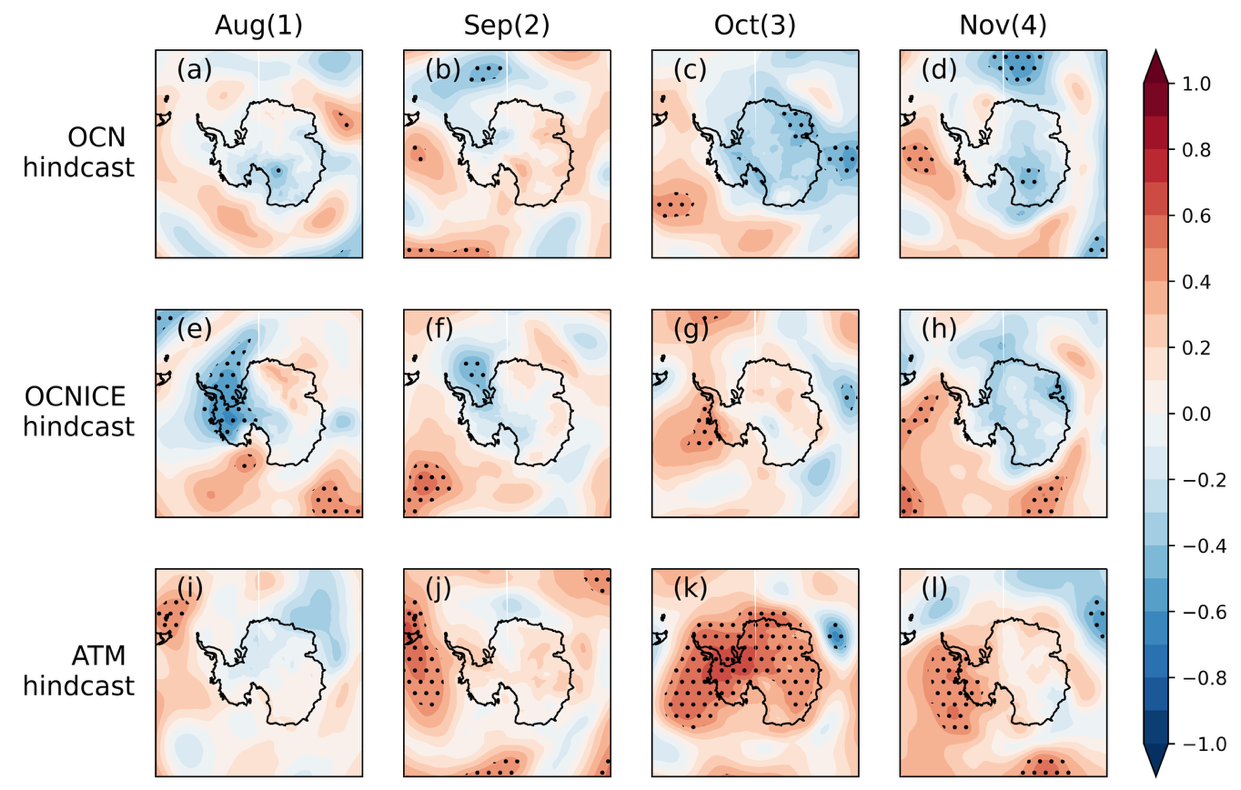 Aug(1) Sep(2) Oct(3) Nov(4)
(a) (b) (c) (d)
OCN
hindcast
(e) (f) (g) (h)
OCNICE
hindcast
(i) (j) (k) (l)
ATM
hindcast
1.0
0.8
0.6
0.4
0.2
0.0
−0.2
−0.4
−0.6
−0.8
−1.0